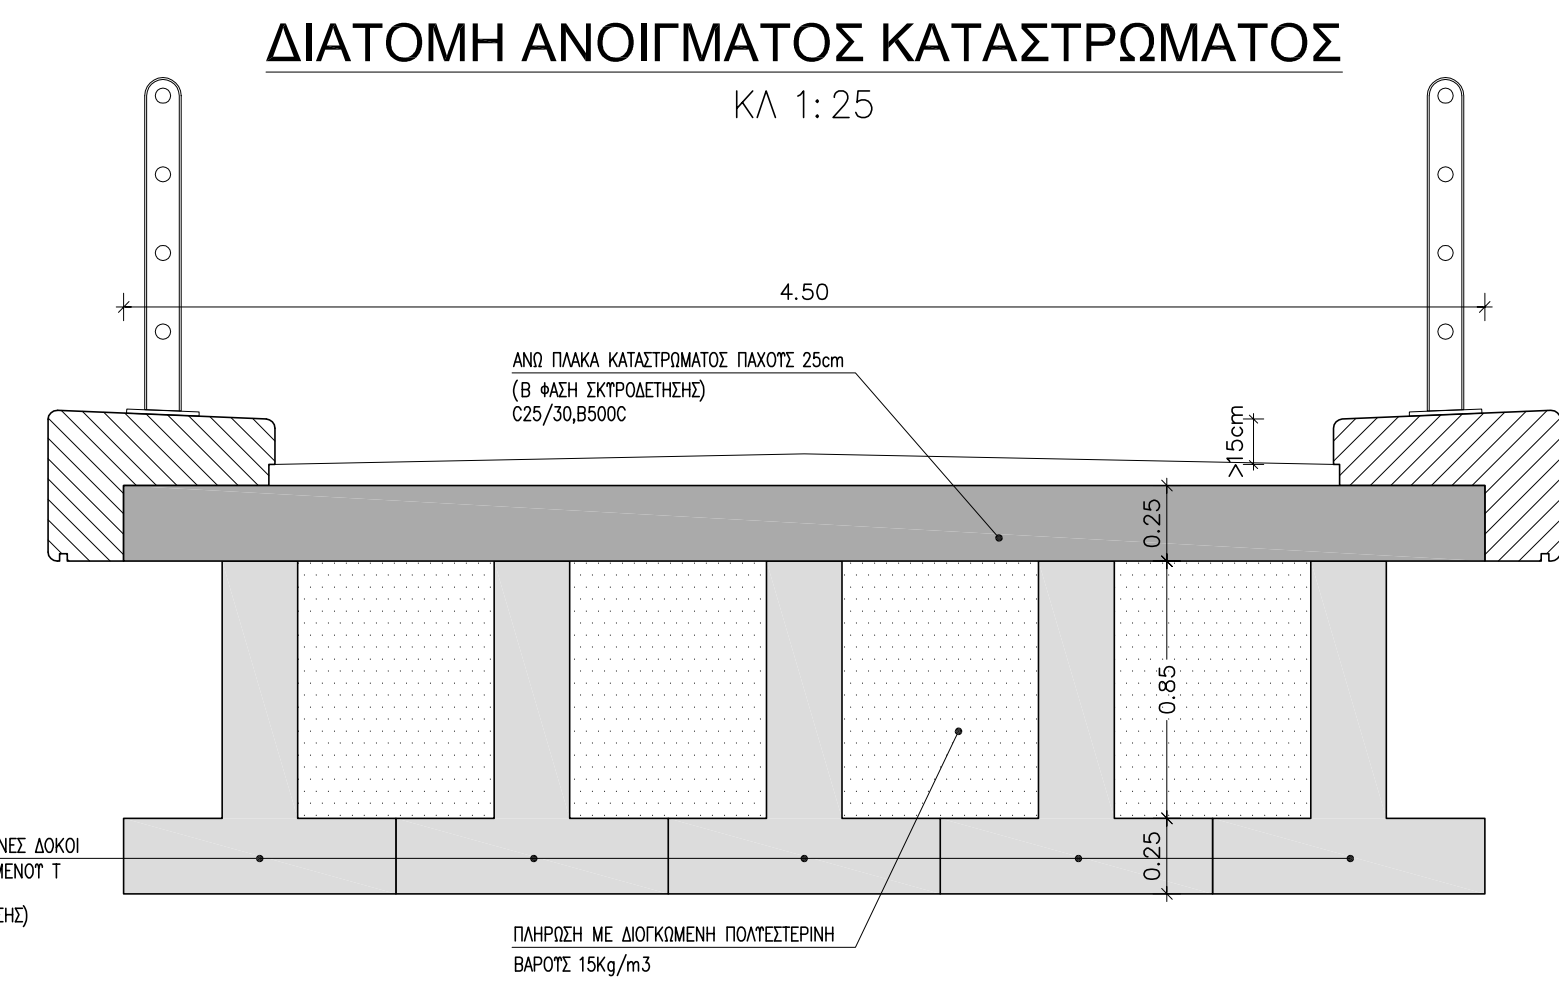 ΔΙΑΤΟΜΗ ΑΝΟΙΓΜΑΤΟΣ ΚΑΤΑΣΤΡΩΜΑΤΟΣ
ΚΛ 1:25
4.50
ΑΝΩ ΠΛΑΚΑ ΚΑΤΑΣΤΡΩΜΑΤΟΣ ΠΑΧΟΥΣ 25cm
(Β ΦΑΣΗ ΣΚΥΡΟΔΕΤΗΣΗΣ)
C25/30,B500C
>15cm
0.25
0.85
0.25
ΝΕΣ ΔΟΚΟΙ
ΜΕΝΟΥ Τ
ΣΗΣ)
ΠΛΗΡΩΣΗ ΜΕ ΔΙΟΓΚΩΜΕΝΗ ΠΟΛΥΕΣΤΕΡΙΝΗ
ΒΑΡΟΥΣ 15Kg/m3